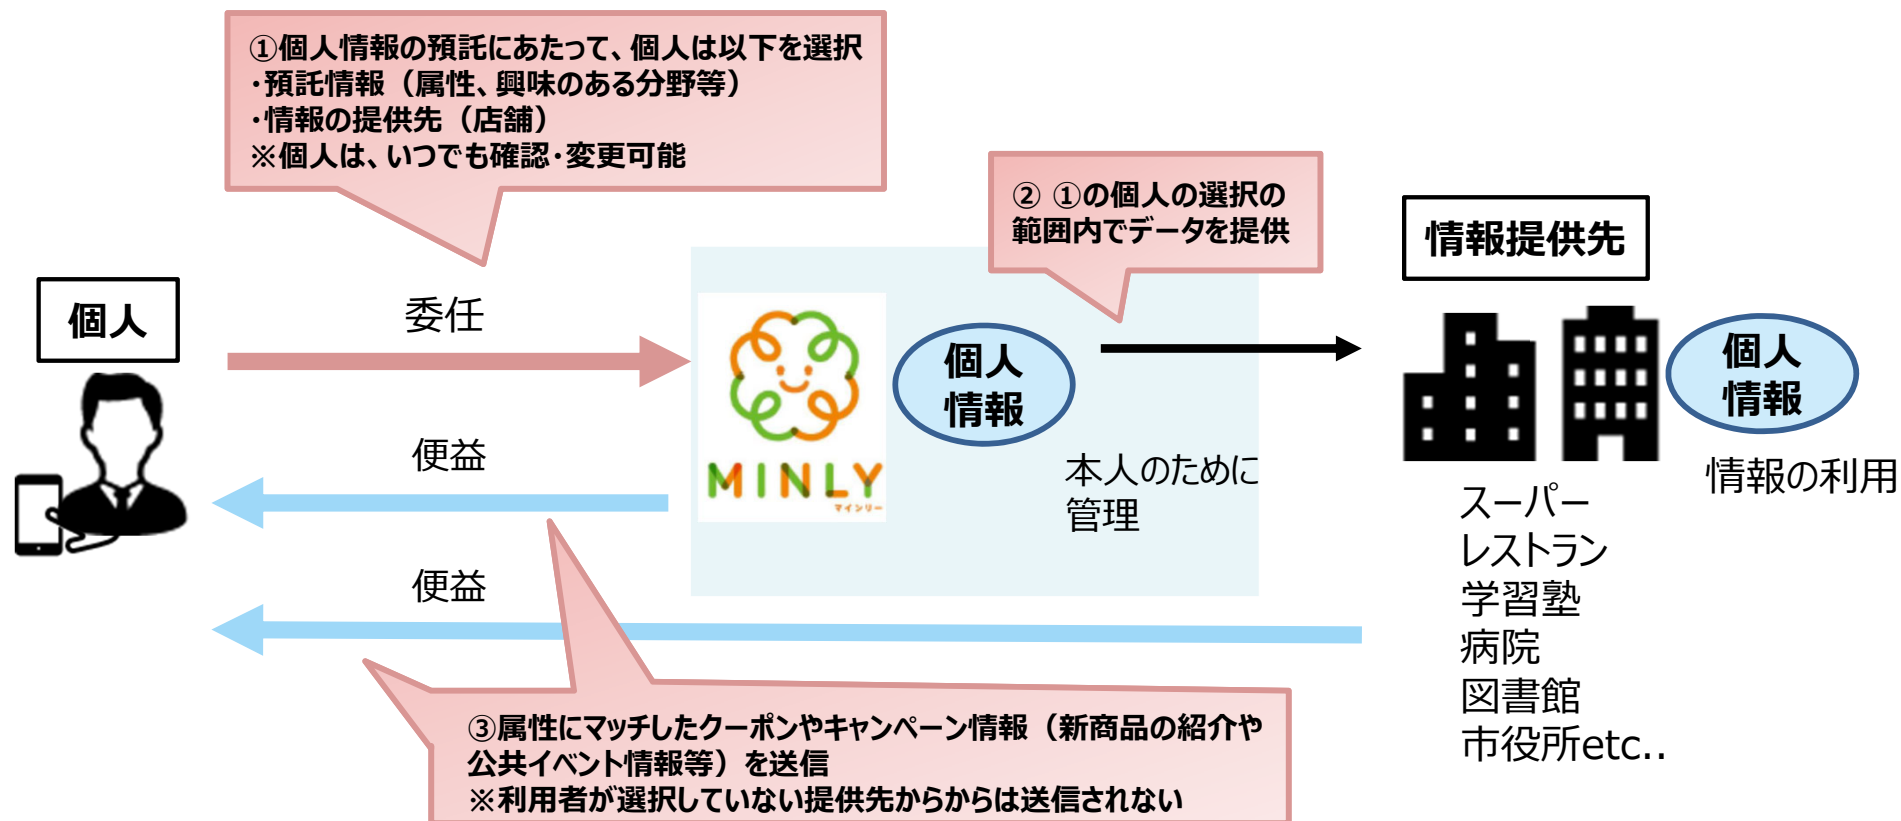 ①個人情報の預託にあたって、個人は以下を選択
・預託情報（属性、興味のある分野等）
・情報の提供先（店舗）
※個人は、いつでも確認・変更可能
② ①の個人の選択の
範囲内でデータを提供
情報提供先
個人
委任
個人
情報
個人
情報
MINLY
マインリー
本人のために
管理
便益
便益
情報の利用
スーパー
レストラン
学習塾
病院
図書館
市役所etc..
③属性にマッチしたクーポンやキャンペーン情報（新商品の紹介や
公共イベント情報等）を送信
※利用者が選択していない提供先からからは送信されない